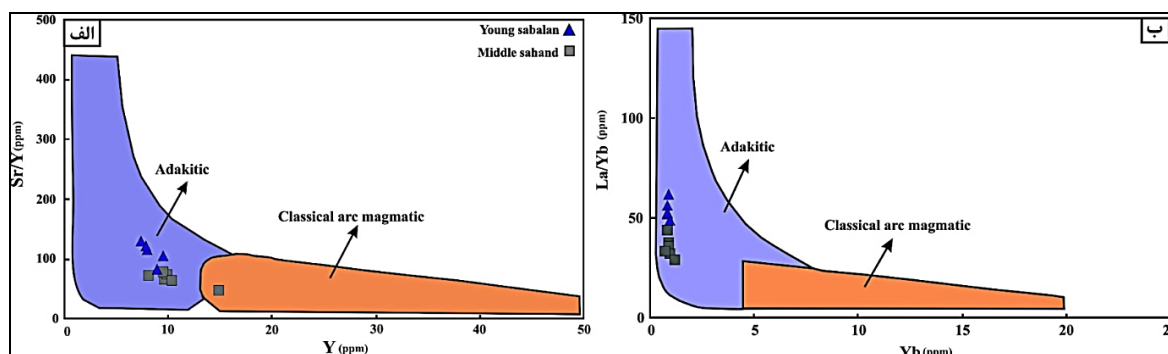 الف
500
400
300
200
100
0
Sr/Y(ppm)
Young sabalan
Middle sahand
Adakitic
Classical arc magmatic
0 10 20 30 40 50
Y (ppm)
ب
150
100
50
0
La/Yb (ppm)
Adakitic
Classical arc magmatic
0 5 10 15 20 2
Yb(ppm)